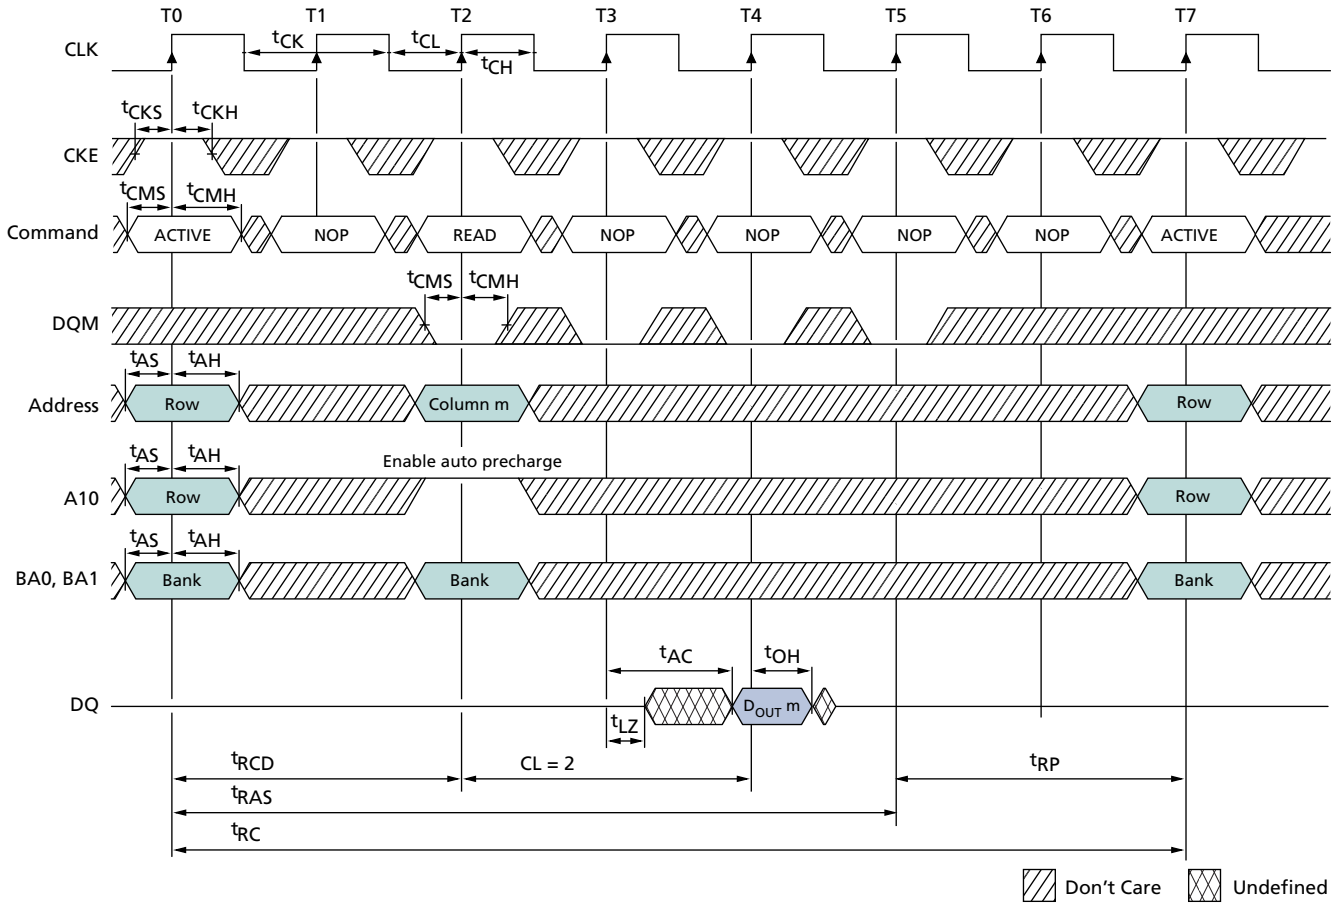 T0 T1 T2 T3 T4 T5 T6 T7
CLK
tCK tCL
tCH
tCKS tCKH
CKE
tCMS tCMH
Command ACTIVE NOP READ NOP NOP NOP NOP ACTIVE
tCMS tCMH
DQM
tAS tAH
Address Row Column m Row
tAS tAH
Enable auto precharge
A10 Row Row
tAS tAH
BA0, BA1 Bank Bank Bank
tAC tOH
DQ DOUT m
tLZ
tRCD CL = 2 tRP
tRAS
tRC
Don't Care Undefined